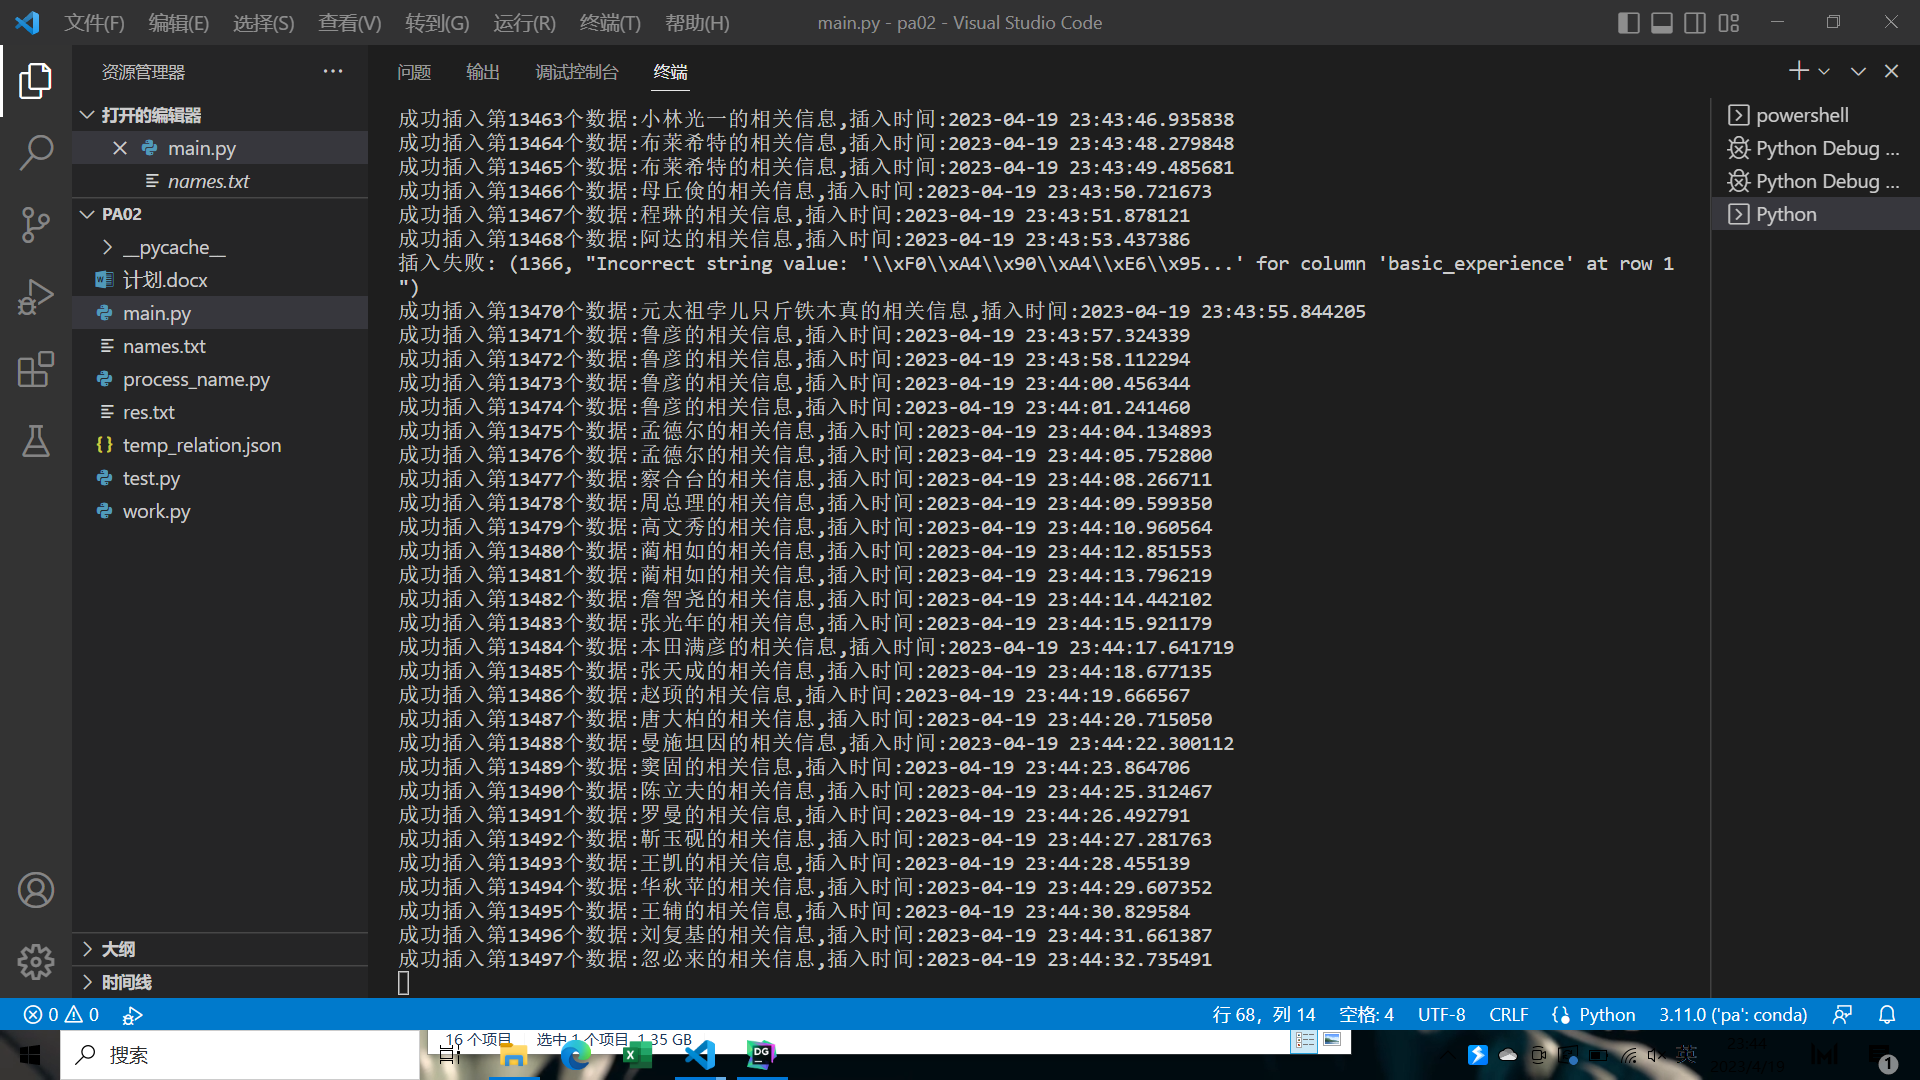 文件(F) 编辑(E) 选择(S) 查看(V) 转到(G) 运行(R) 终端(T) 帮助(H) main.py - pa02 - Visual Studio Code
资源管理器 ···
打开的编辑器
main.py
names.txt
PA02
__pycache__
计划.docx
main.py
names.txt
process_name.py
res.txt
temp_relation.json
test.py
work.py
大纲
时间线
问题 输出 调试控制台 终端
成功插入第13463个数据:小林光一的相关信息,插入时间:2023-04-19 23:43:46.935838
成功插入第13464个数据:布莱希特的相关信息,插入时间:2023-04-19 23:43:48.279848
成功插入第13465个数据:布莱希特的相关信息,插入时间:2023-04-19 23:43:49.485681
成功插入第13466个数据:母丘俭的相关信息,插入时间:2023-04-19 23:43:50.721673
成功插入第13467个数据:程琳的相关信息,插入时间:2023-04-19 23:43:51.878121
成功插入第13468个数据:阿达的相关信息,插入时间:2023-04-19 23:43:53.437386
插入失败: (1366, "Incorrect string value: '\\xF0\\xA4\\x90\\xA4\\xE6\\x95...' for column 'basic_experience' at row 1
")
成功插入第13470个数据:元太祖孛儿只斤铁木真的相关信息,插入时间:2023-04-19 23:43:55.844205
成功插入第13471个数据:鲁彦的相关信息,插入时间:2023-04-19 23:43:57.324339
成功插入第13472个数据:鲁彦的相关信息,插入时间:2023-04-19 23:43:58.112294
成功插入第13473个数据:鲁彦的相关信息,插入时间:2023-04-19 23:44:00.456344
成功插入第13474个数据:鲁彦的相关信息,插入时间:2023-04-19 23:44:01.241460
成功插入第13475个数据:孟德尔的相关信息,插入时间:2023-04-19 23:44:04.134893
成功插入第13476个数据:孟德尔的相关信息,插入时间:2023-04-19 23:44:05.752800
成功插入第13477个数据:察合台的相关信息,插入时间:2023-04-19 23:44:08.266711
成功插入第13478个数据:周总理的相关信息,插入时间:2023-04-19 23:44:09.599350
成功插入第13479个数据:高文秀的相关信息,插入时间:2023-04-19 23:44:10.960564
成功插入第13480个数据:蔺相如的相关信息,插入时间:2023-04-19 23:44:12.851553
成功插入第13481个数据:蔺相如的相关信息,插入时间:2023-04-19 23:44:13.796219
成功插入第13482个数据:詹智尧的相关信息,插入时间:2023-04-19 23:44:14.442102
成功插入第13483个数据:张光年的相关信息,插入时间:2023-04-19 23:44:15.921179
成功插入第13484个数据:本田满彦的相关信息,插入时间:2023-04-19 23:44:17.641719
成功插入第13485个数据:张天成的相关信息,插入时间:2023-04-19 23:44:18.677135
成功插入第13486个数据:赵顼的相关信息,插入时间:2023-04-19 23:44:19.666567
成功插入第13487个数据:唐大柏的相关信息,插入时间:2023-04-19 23:44:20.715050
成功插入第13488个数据:曼施坦因的相关信息,插入时间:2023-04-19 23:44:22.300112
成功插入第13489个数据:窦固的相关信息,插入时间:2023-04-19 23:44:23.864706
成功插入第13490个数据:陈立夫的相关信息,插入时间:2023-04-19 23:44:25.312467
成功插入第13491个数据:罗曼的相关信息,插入时间:2023-04-19 23:44:26.492791
成功插入第13492个数据:靳玉砚的相关信息,插入时间:2023-04-19 23:44:27.281763
成功插入第13493个数据:王凯的相关信息,插入时间:2023-04-19 23:44:28.455139
成功插入第13494个数据:华秋苹的相关信息,插入时间:2023-04-19 23:44:29.607352
成功插入第13495个数据:王辅的相关信息,插入时间:2023-04-19 23:44:30.829584
成功插入第13496个数据:刘复基的相关信息,插入时间:2023-04-19 23:44:31.661387
成功插入第13497个数据:忽必来的相关信息,插入时间:2023-04-19 23:44:32.735491
powershell
Python Debug ...
Python Debug ...
Python
0 0 行 68, 列 14 空格: 4 UTF-8 CRLF Python 3.11.0 ('pa': conda)
16 个项目 选中 1 个项目 1.35 GB
搜索 DG 英 1